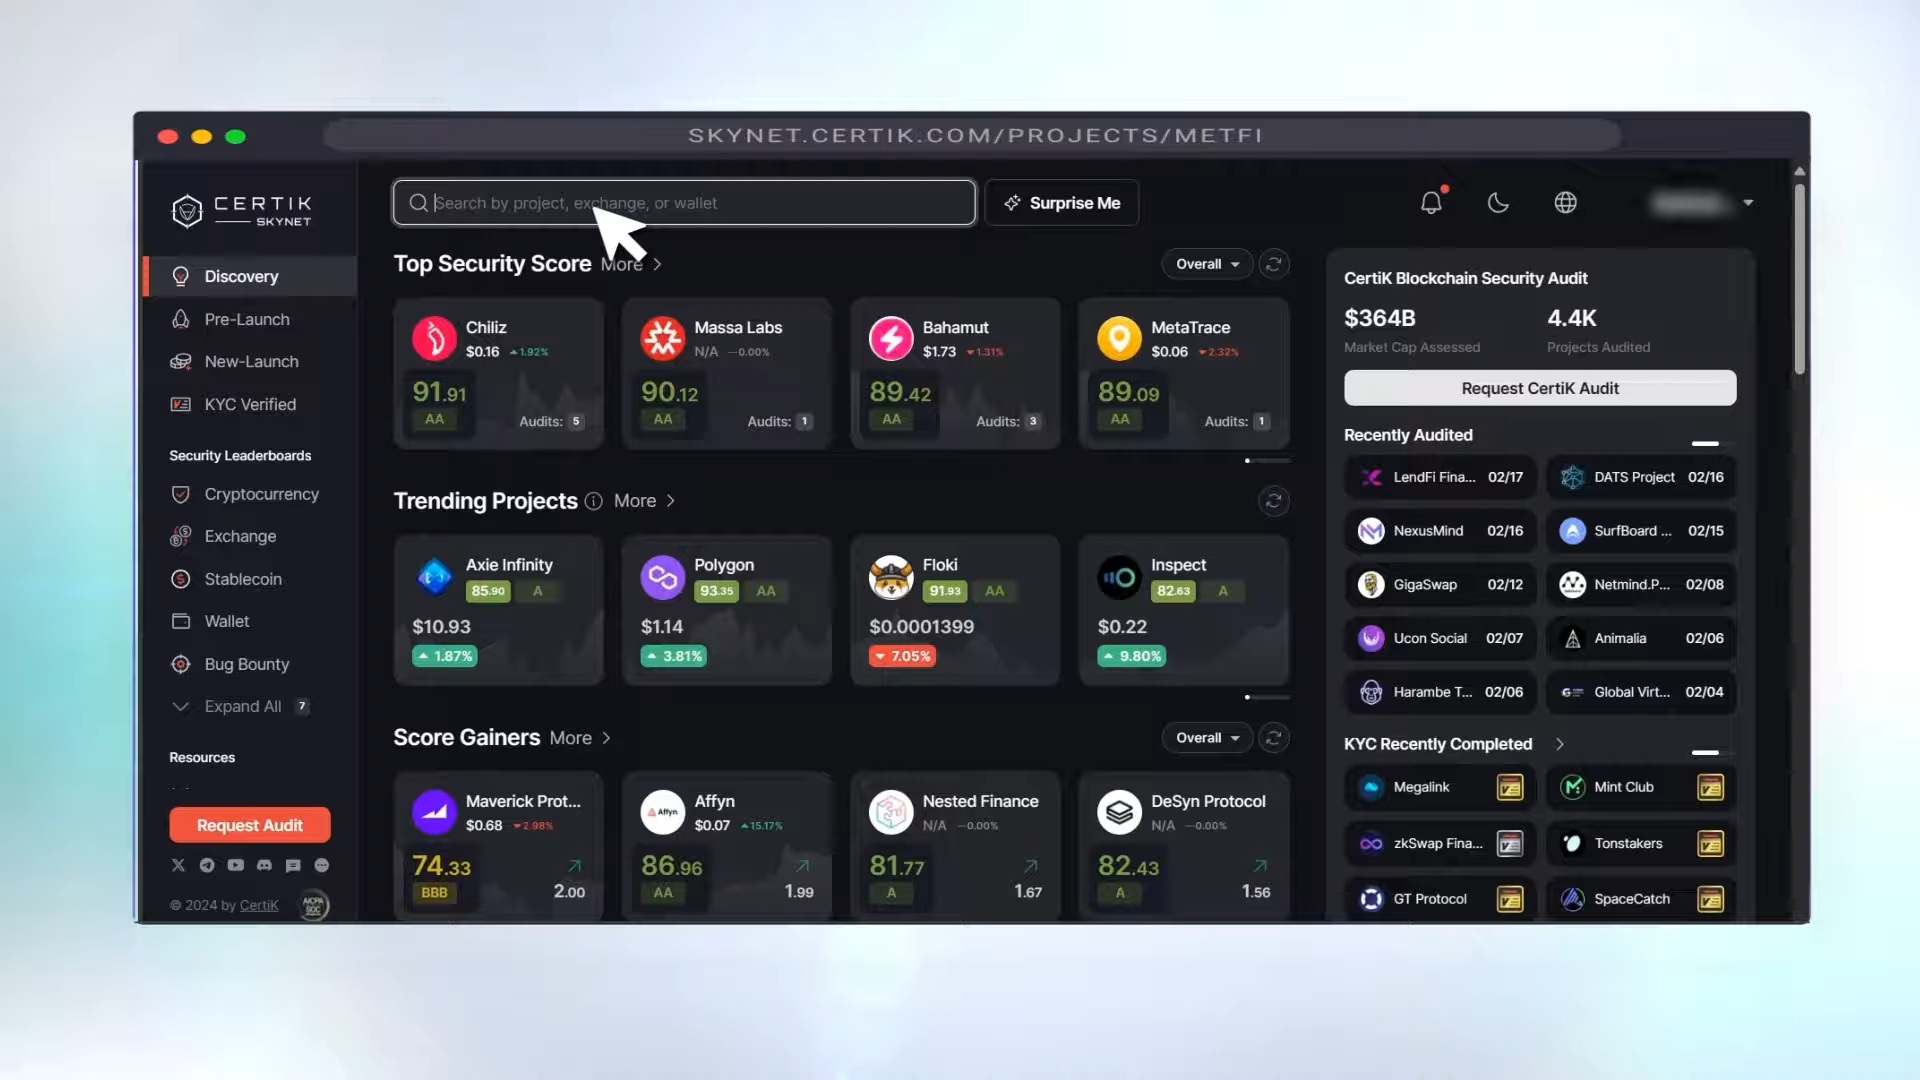 SKYNET.CERTIK.COM/PROJECTS/METFI
CERTIK
SKYNET
Search by project, exchange, or wallet
Surprise Me
Discovery
Pre-Launch
New-Launch
KYC Verified
Security Leaderboards
Cryptocurrency
Exchange
Stablecoin
Wallet
Bug Bounty
Expand All 7
Resources
Request Audit
© 2024 by CertiK
AICPA
SOC
Top Security Score More
Overall
Chiliz
$0.16 1.92%
91.91
AA
Audits: 5
Massa Labs
N/A —0.00%
90.12
AA
Audits: 1
Bahamut
$1.73 1.31%
89.42
AA
Audits: 3
MetaTrace
$0.06 2.32%
89.09
AA
Audits: 1
Trending Projects More
Axie Infinity
85.90 A
$10.93
1.87%
Polygon
93.35 AA
$1.14
3.81%
Floki
91.93 AA
$0.0001399
7.05%
Inspect
82.63 A
$0.22
9.80%
Score Gainers More
Overall
Maverick Prot...
$0.68 2.98%
74.33
BBB
2.00
Affyn
Affyn
$0.07 15.17%
86.96
AA
1.99
Nested Finance
N/A —0.00%
81.77
A
1.67
DeSyn Protocol
N/A —0.00%
82.43
A
1.56
CertiK Blockchain Security Audit
$364B
Market Cap Assessed
4.4K
Projects Audited
Request CertiK Audit
Recently Audited
LendFi Fina... 02/17
DATS Project 02/16
NexusMind 02/16
SurfBoard ... 02/15
GigaSwap 02/12
Netmind.P... 02/08
Ucon Social 02/07
Animalia 02/06
Harambe T... 02/06
Global Virt... 02/04
KYC Recently Completed
Megalink
Mint Club
zkSwap Fina...
Tonstakers
GT Protocol
SpaceCatch